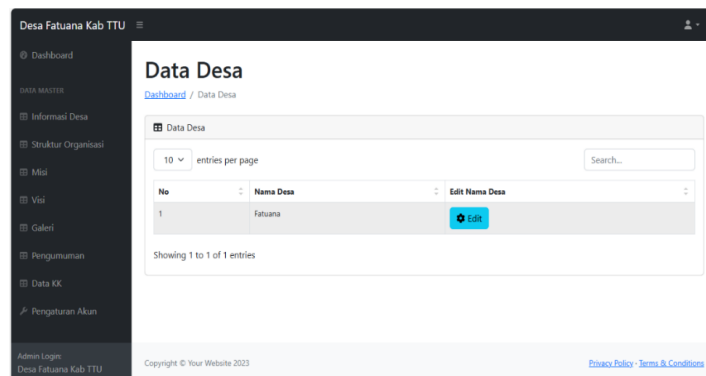 Desa Fatuana Kab TTU
Dashboard
DATA MASTER
Informasi Desa
Struktur Organisasi
Misi
Visi
Galeri
Pengumuman
Data KK
Pengaturan Akun
Admin Login:
Desa Fatuana Kab TTU
Data Desa
Dashboard / Data Desa
Data Desa
10 entries per page Search...
No Nama Desa Edit Nama Desa
1 Fatuana Edit
Showing 1 to 1 of 1 entries
Copyright © Your Website 2023 Privacy Policy · Terms & Conditions